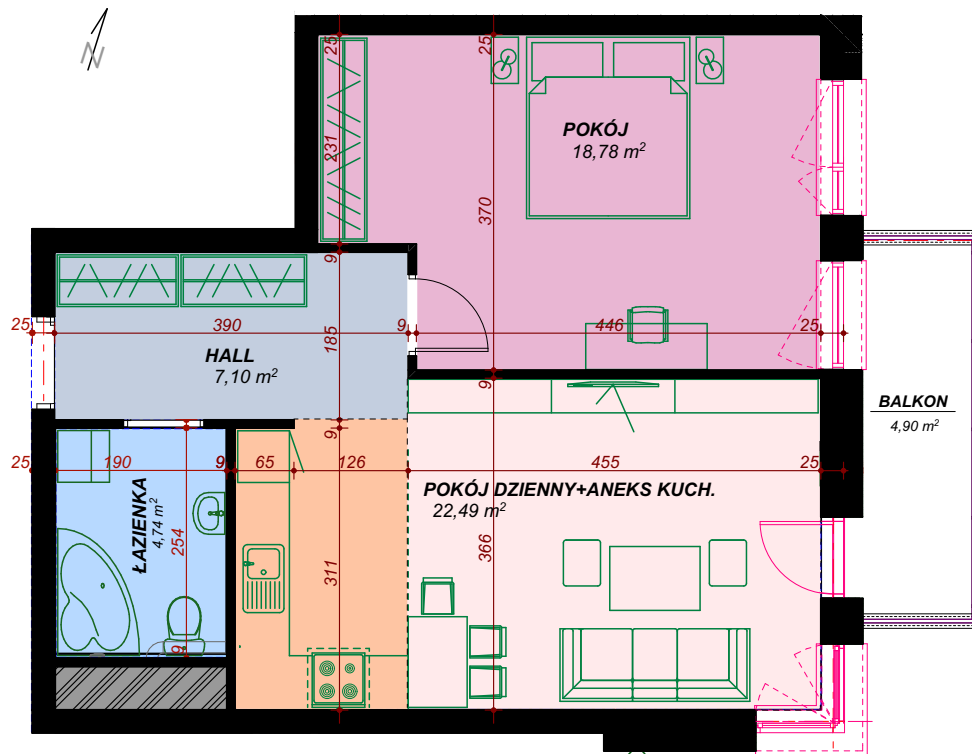 N
25
25
POKÓJ
18,78 m²
231
370
9
25
390
9
446
25
185
HALL
7,10 m²
9
BALKON
4,90 m²
9
25
190
9
65
126
455
25
POKÓJ DZIENNY+ANEKS KUCH.
22,49 m²
ŁAZIENKA
4,74 m²
254
311
366
9